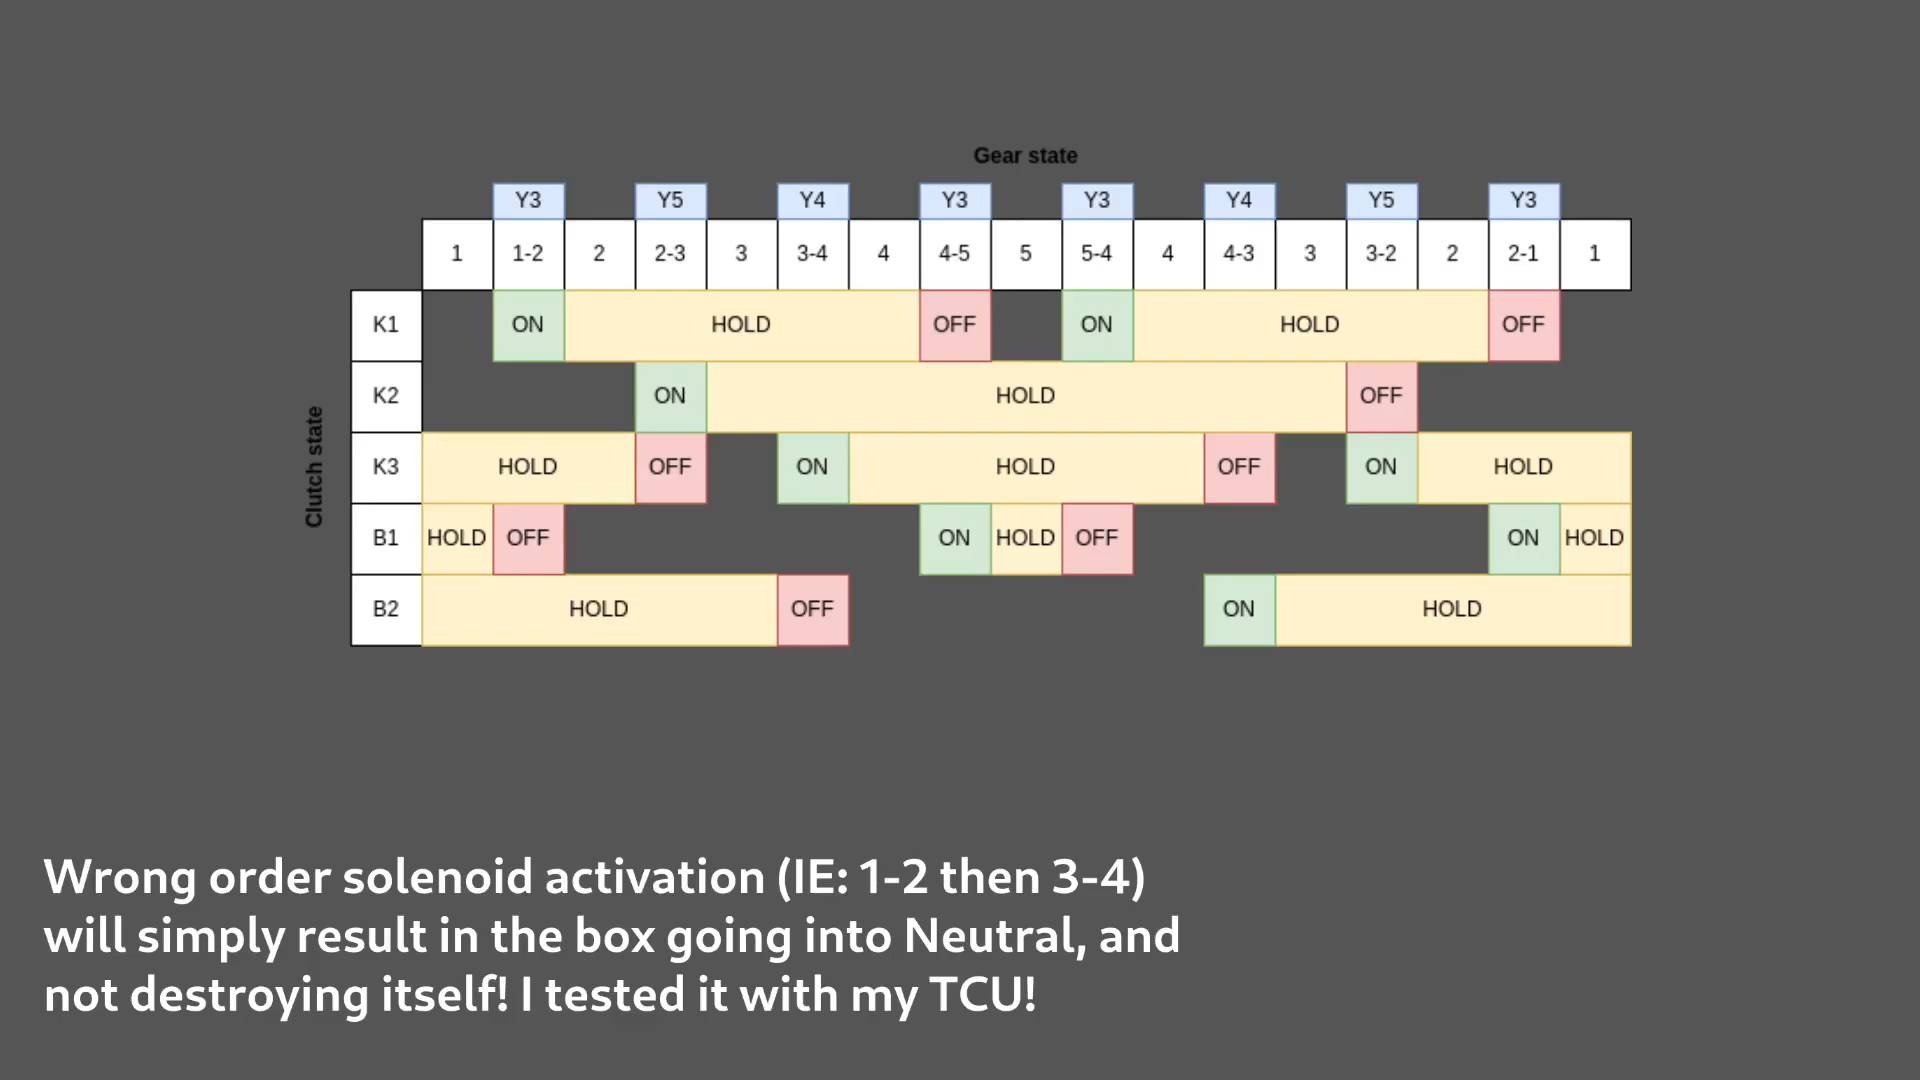 Gear state
Y3 Y5 Y4 Y3 Y3 Y4 Y5 Y3
1 1-2 2 2-3 3 3-4 4 4-5 5 5-4 4 4-3 3 3-2 2 2-1 1
Clutch state
K1 ON HOLD OFF ON HOLD OFF
K2 ON HOLD OFF
K3 HOLD OFF ON HOLD OFF ON HOLD
B1 HOLD OFF ON HOLD OFF ON HOLD
B2 HOLD OFF ON HOLD
Wrong order solenoid activation (IE: 1-2 then 3-4)
will simply result in the box going into Neutral, and
not destroying itself! I tested it with my TCU!